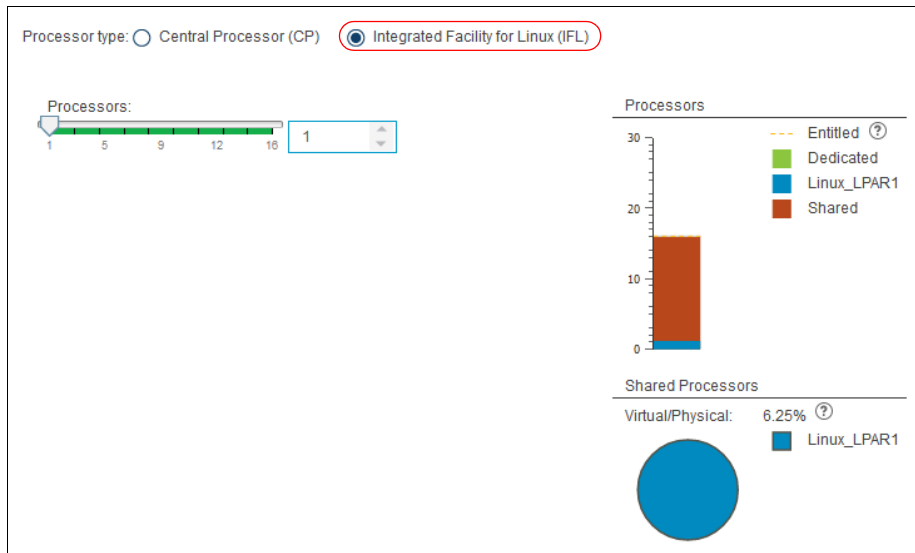 Processor type: Central Processor (CP) Integrated Facility for Linux (IFL)
Processors:
1
1 5 9 12 16
Processors
30
20
10
0
Entitled ?
Dedicated
Linux_LPAR1
Shared
Shared Processors
Virtual/Physical: 6.25% ?
Linux_LPAR1